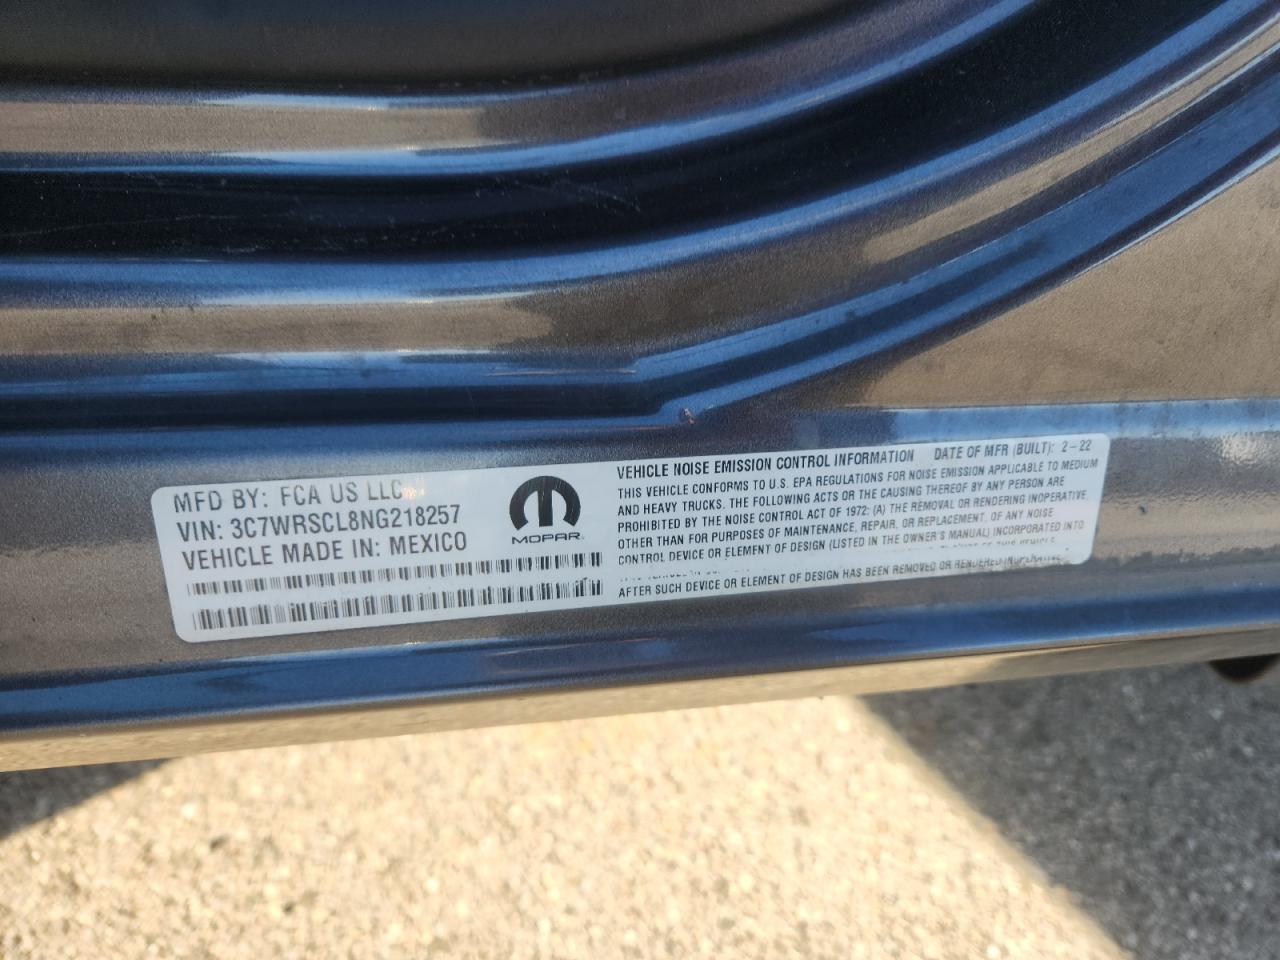 MFD BY: FCA US LLC
VIN: 3C7WRSCL8NG218257
VEHICLE MADE IN: MEXICO
MOPAR
VEHICLE NOISE EMISSION CONTROL INFORMATION DATE OF MFR (BUILT): 2-22
THIS VEHICLE CONFORMS TO U.S. EPA REGULATIONS FOR NOISE EMISSION APPLICABLE TO MEDIUM
AND HEAVY TRUCKS. THE FOLLOWING ACTS OR THE CAUSING THEREOF BY ANY PERSON ARE
PROHIBITED BY THE NOISE CONTROL ACT OF 1972: (A) THE REMOVAL OR RENDERING INOPERATIVE,
OTHER THAN FOR PURPOSES OF MAINTENANCE, REPAIR, OR REPLACEMENT, OF ANY NOISE
CONTROL DEVICE OR ELEMENT OF DESIGN (LISTED IN THE OWNER'S MANUAL) INCORPORATED INTO
THIS VEHICLE
AFTER SUCH DEVICE OR ELEMENT OF DESIGN HAS BEEN REMOVED OR RENDERED INOPERATIVE.